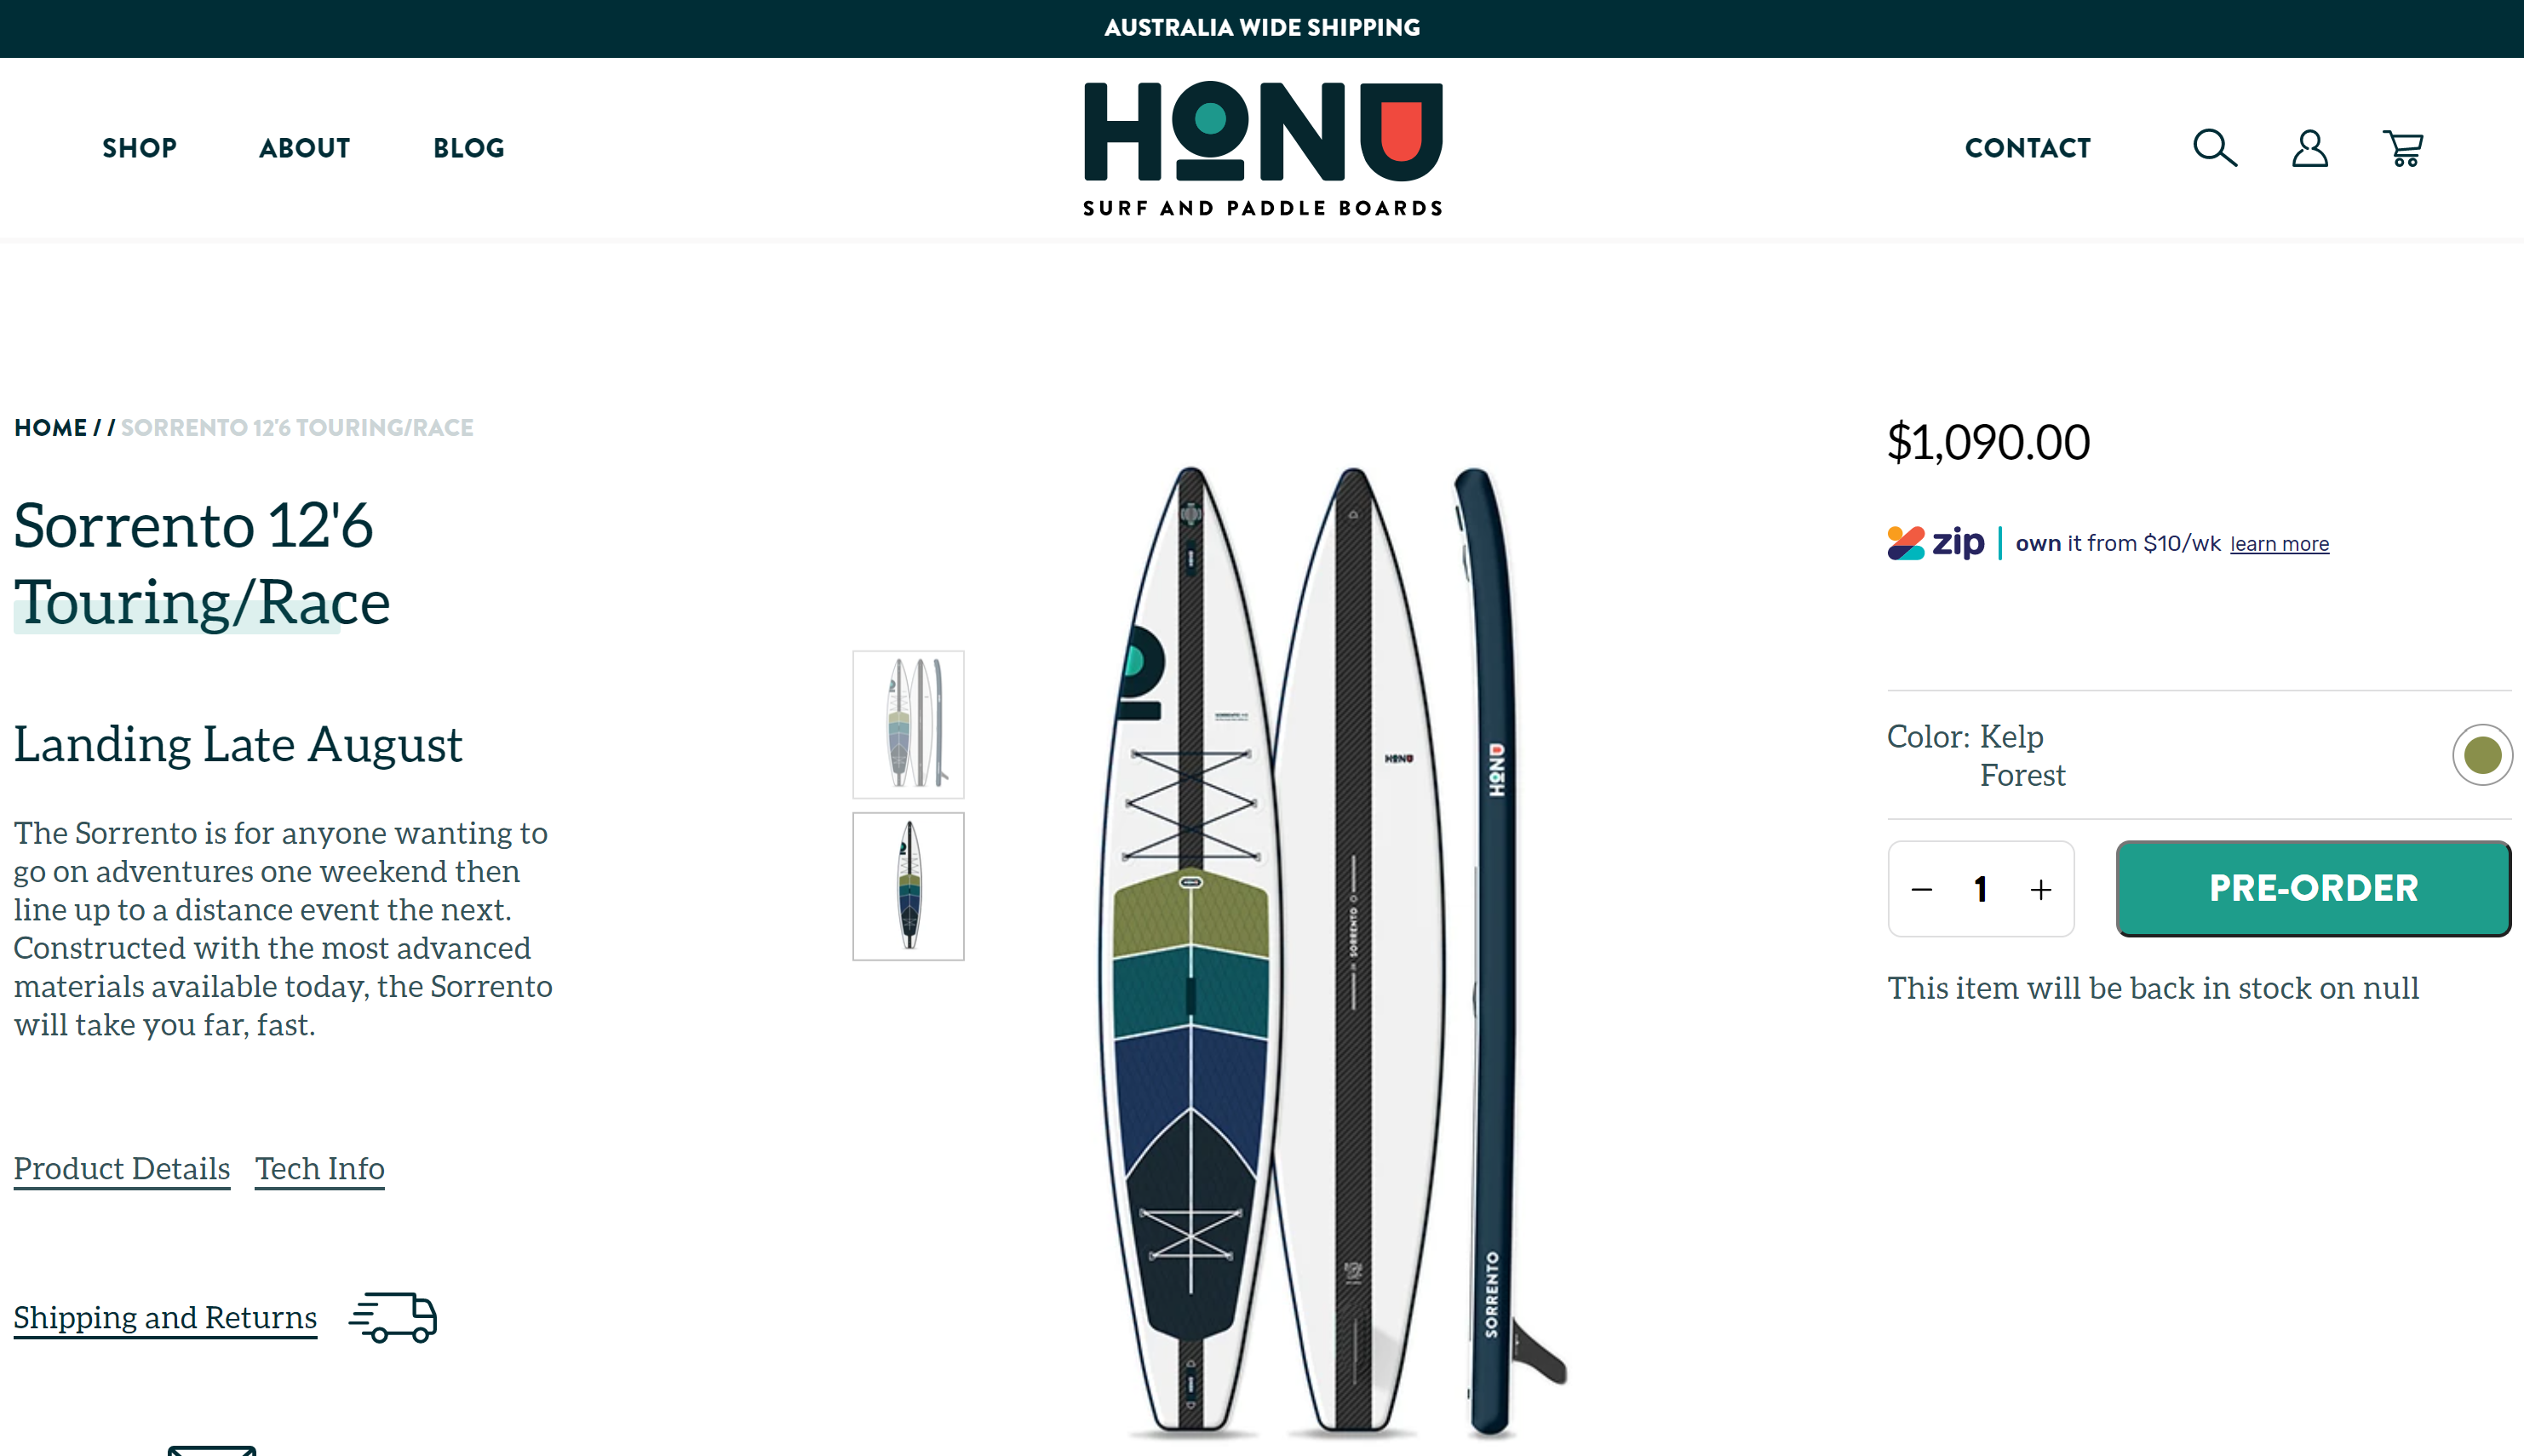 AUSTRALIA WIDE SHIPPING
SHOP
ABOUT
BLOG
HONU
SURF AND PADDLE BOARDS
CONTACT
HOME // SORRENTO 12'6 TOURING/RACE
Sorrento 12'6
Touring/Race
Landing Late August
The Sorrento is for anyone wanting to
go on adventures one weekend then
line up to a distance event the next.
Constructed with the most advanced
materials available today, the Sorrento
will take you far, fast.
Product Details
Tech Info
Shipping and Returns
HONU
SORRENTO
HONU
SORRENTO
$1,090.00
zip | own it from $10/wk learn more
Color: Kelp
Forest
− 1 +
PRE-ORDER
This item will be back in stock on null